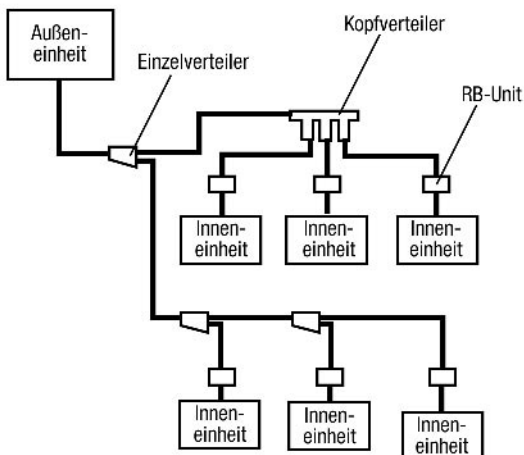 Außen-
einheit
Einzelverteiler
Kopfverteiler
RB-Unit
Innen-
einheit
Innen-
einheit
Innen-
einheit
Innen-
einheit
Innen-
einheit
Innen-
einheit